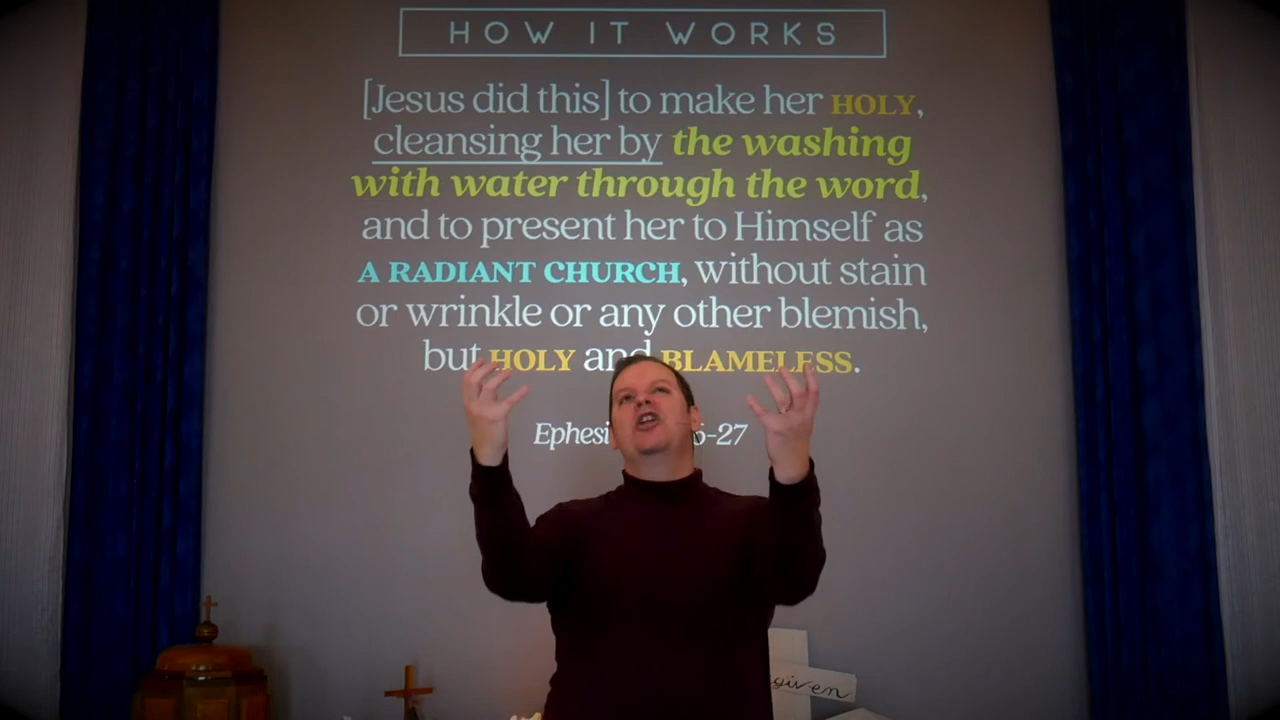 HOW IT WORKS
[Jesus did this] to make her HOLY,
cleansing her by the washing
with water through the word,
and to present her to Himself as
A RADIANT CHURCH, without stain
or wrinkle or any other blemish,
but HOLY and BLAMELESS.
-27
given